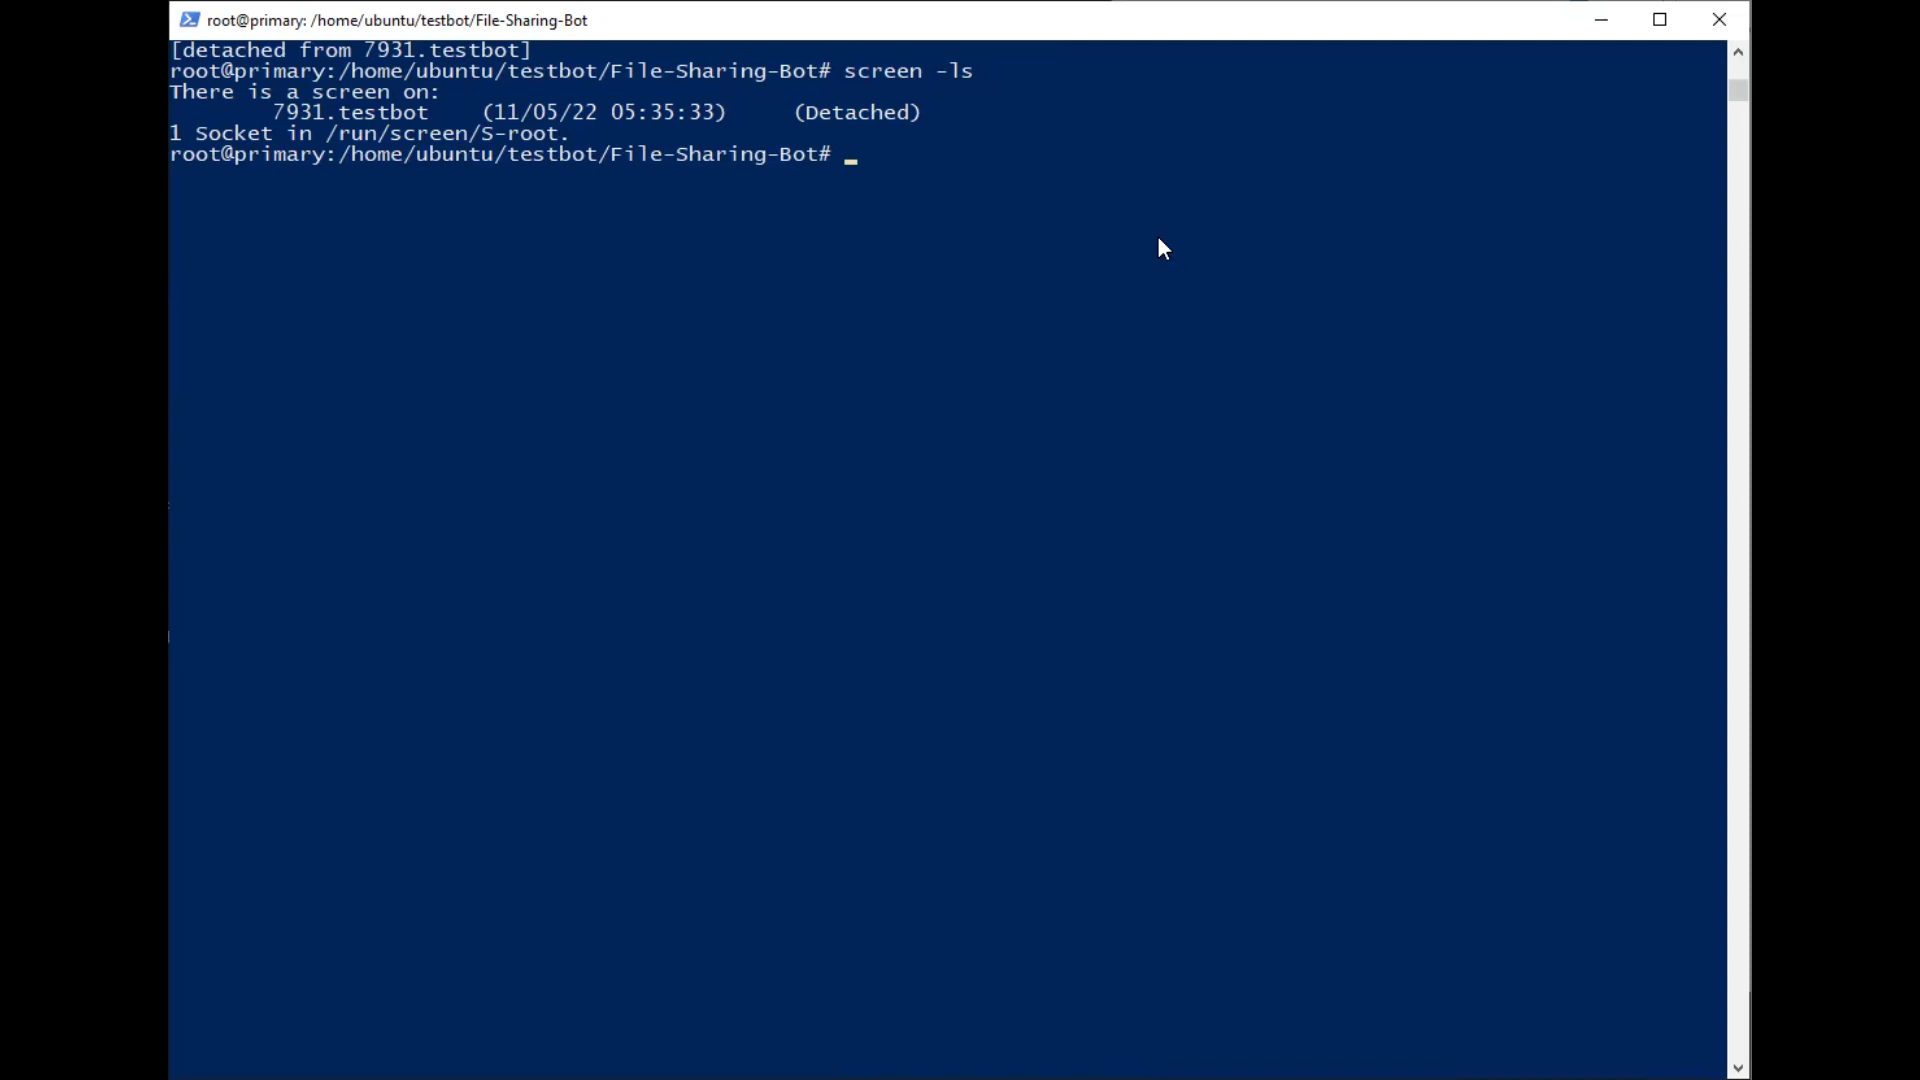 root@primary: /home/ubuntu/testbot/File-Sharing-Bot
[detached from 7931.testbot]
root@primary:/home/ubuntu/testbot/File-Sharing-Bot# screen -ls
There is a screen on:
7931.testbot (11/05/22 05:35:33) (Detached)
1 Socket in /run/screen/S-root.
root@primary:/home/ubuntu/testbot/File-Sharing-Bot#